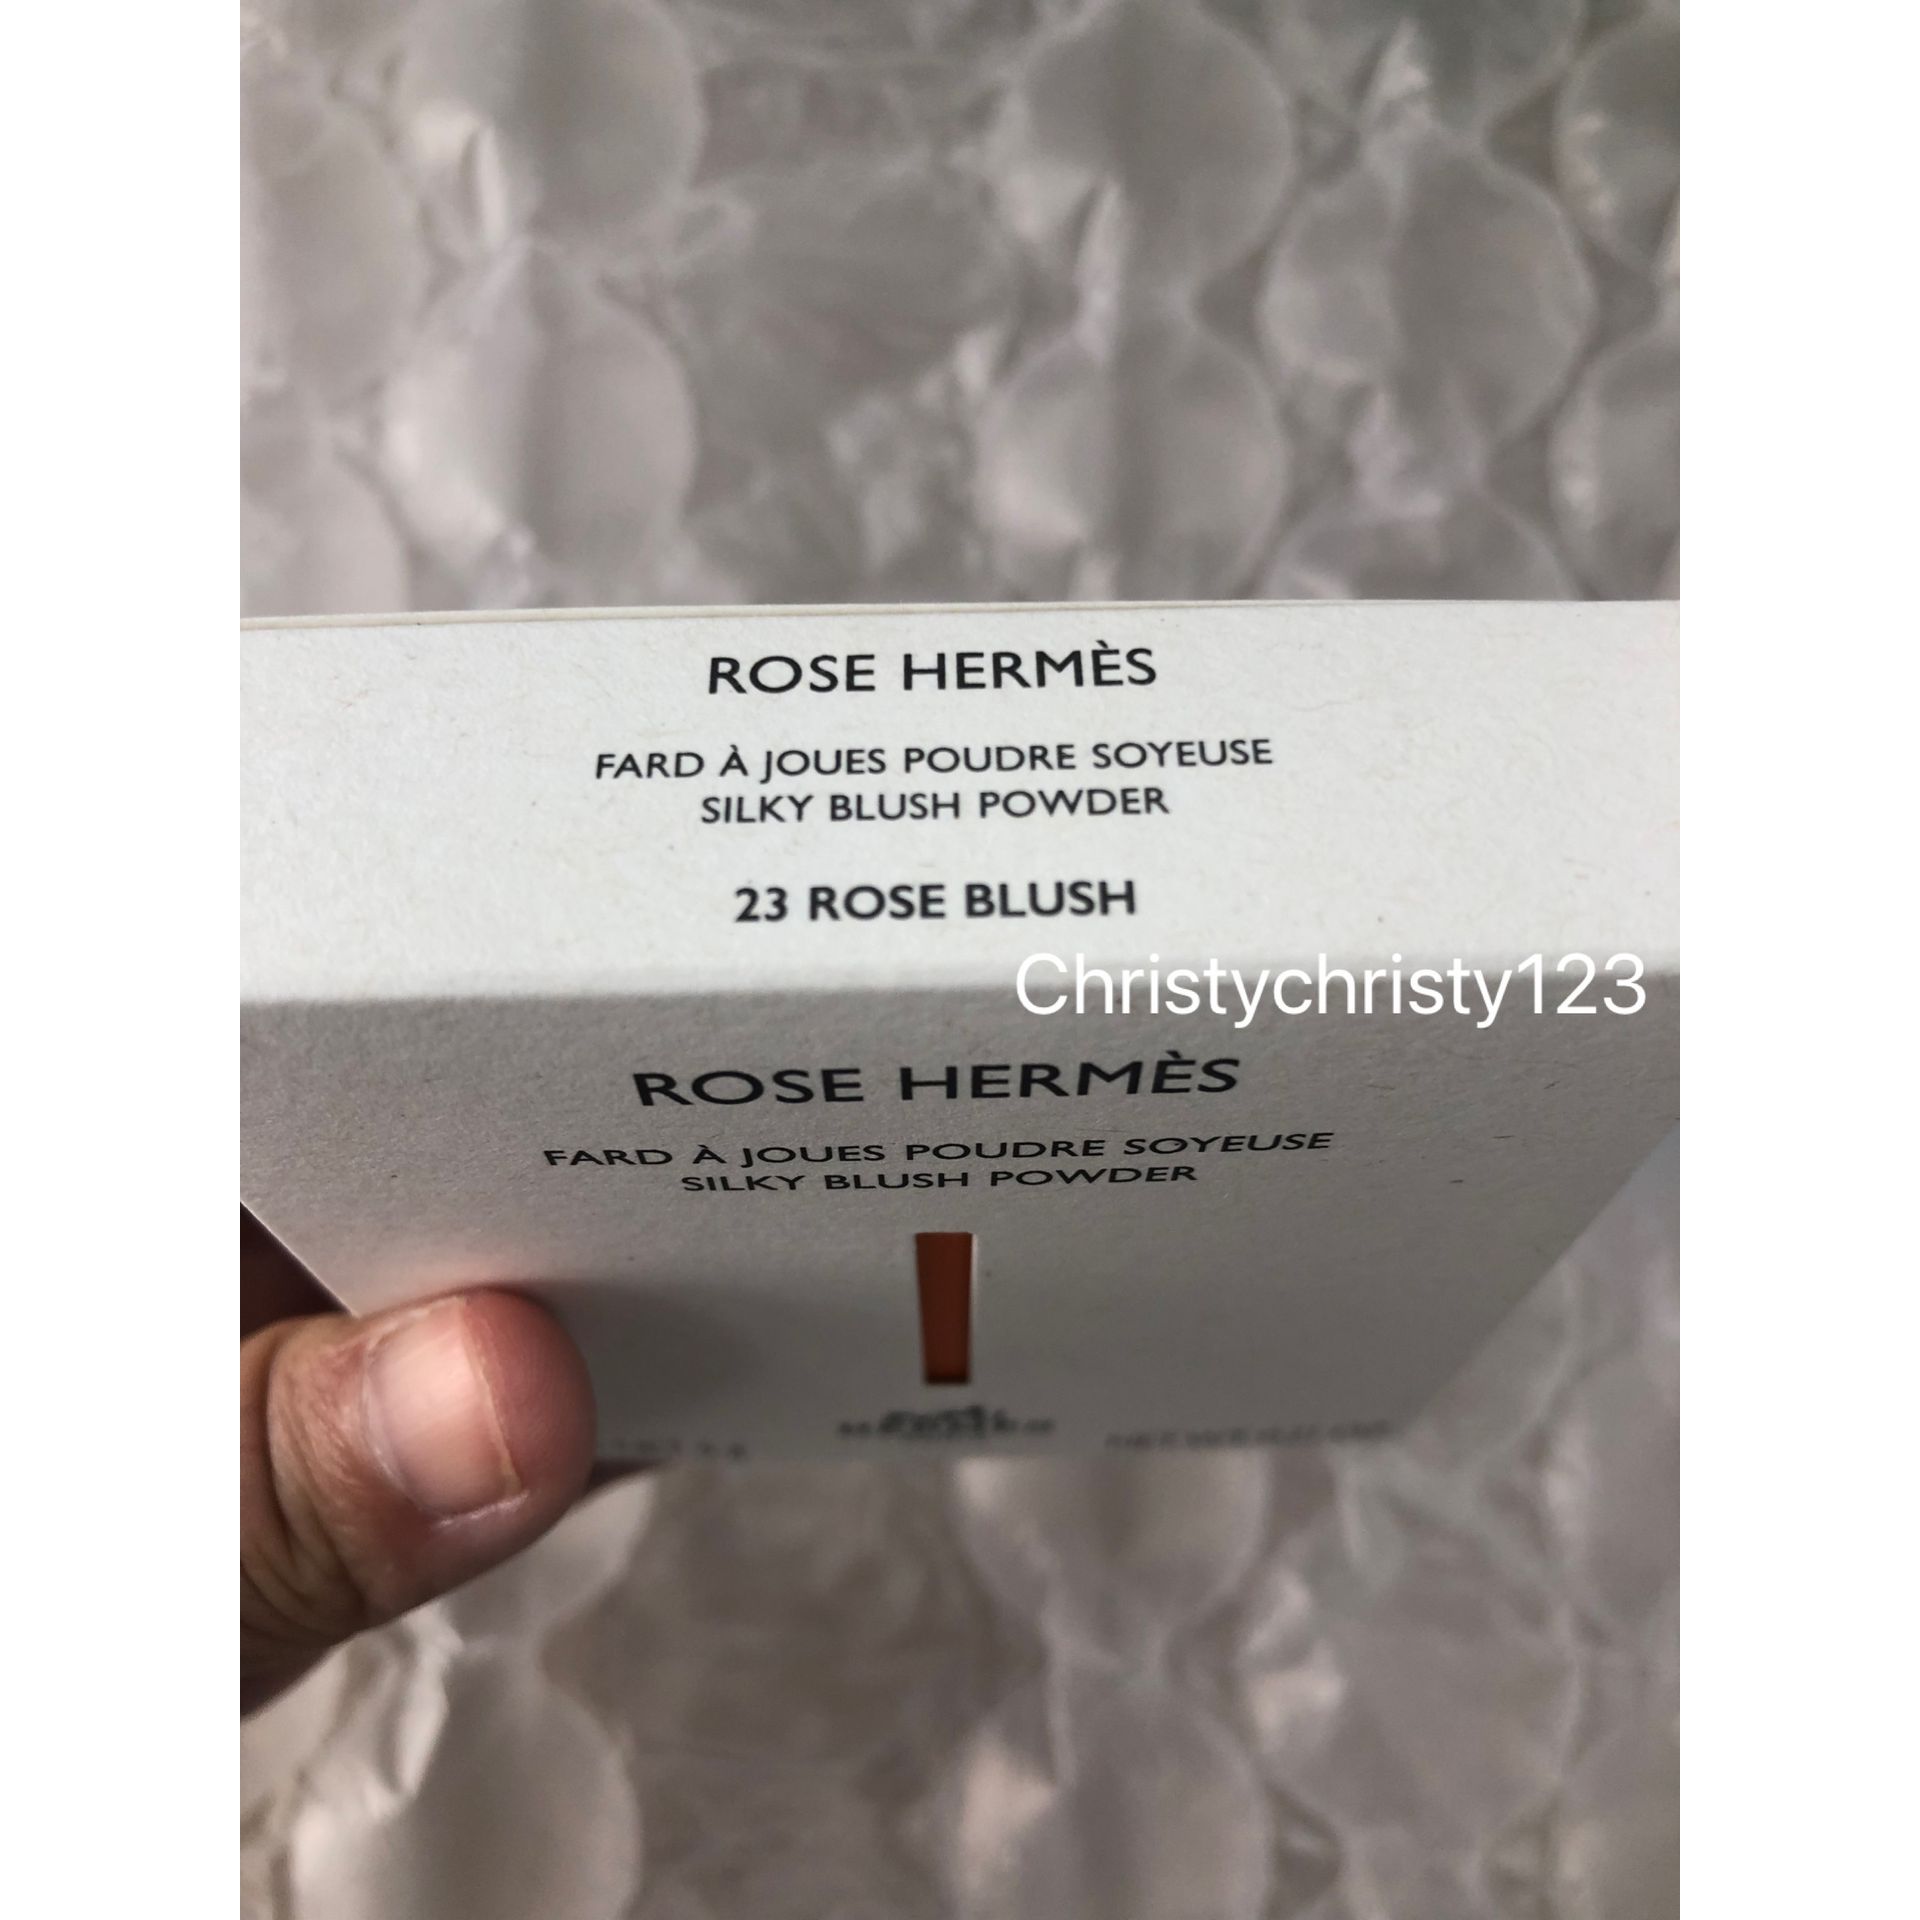 ROSE HERMÈS
FARD À JOUES POUDRE SOYEUSE
SILKY BLUSH POWDER
23 ROSE BLUSH
Christychristy123
ROSE HERMÈS
FARD À JOUES POUDRE SOYEUSE
SILKY BLUSH POWDER